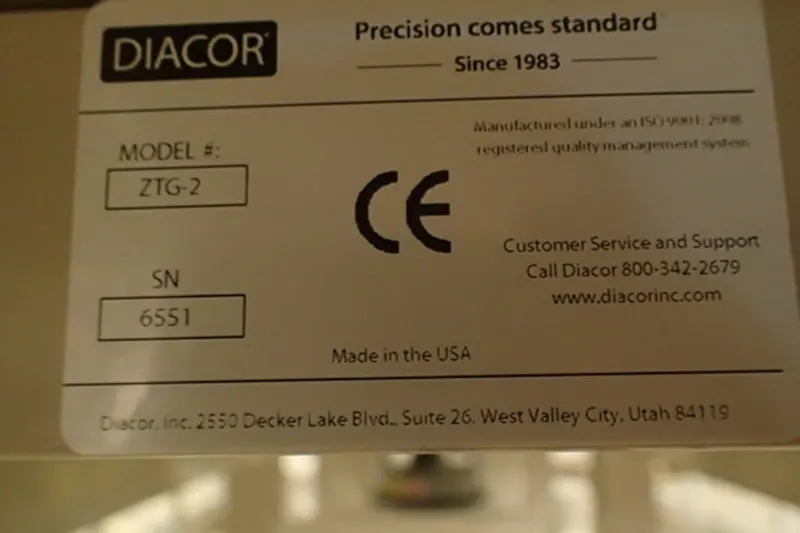 DIACOR®
Precision comes standard
Since 1983
Manufactured under an ISO 9001: 2008
registered quality management system
MODEL #:
ZTG-2
CE
SN
6551
Customer Service and Support
Call Diacor 800-342-2679
www.diacorinc.com
Made in the USA
Diacor, Inc. 2550 Decker Lake Blvd., Suite 26. West Valley City, Utah 84119